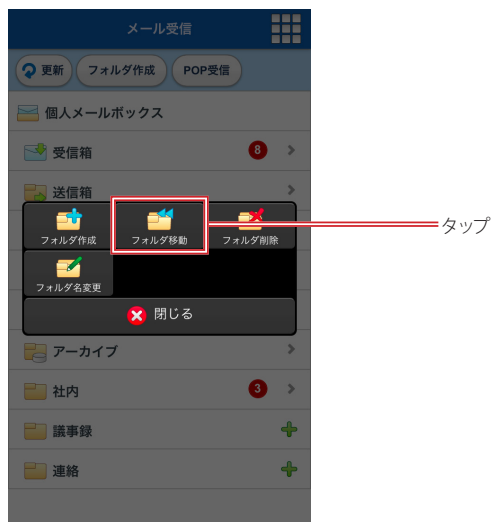 メール受信
更新
フォルダ作成
POP受信
個人メールボックス
受信箱
8
送信箱
フォルダ作成
フォルダ移動
フォルダ削除
タップ
フォルダ名変更
閉じる
アーカイブ
社内
3
議事録
連絡